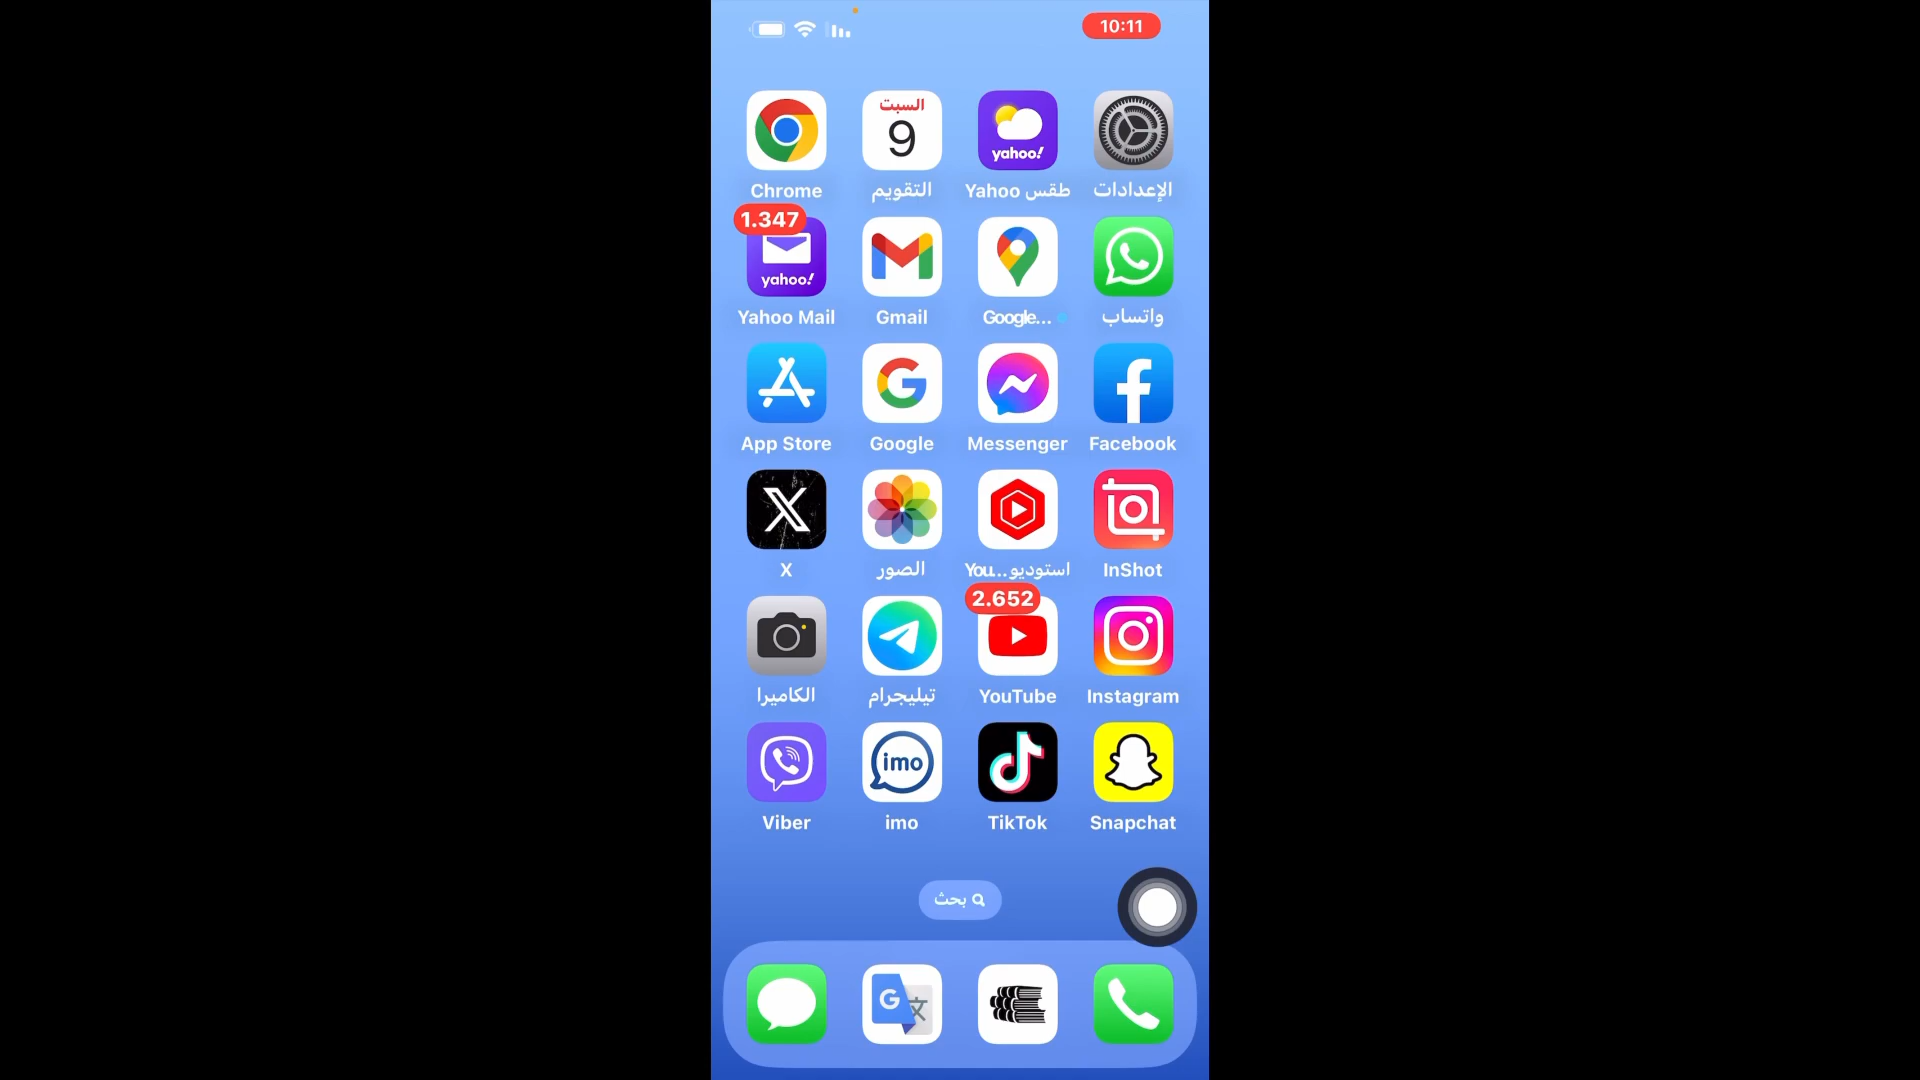 10:11
السبت
9
yahoo!
الإعدادات
طقس Yahoo
التقويم
Chrome
1.347
yahoo!
واتساب
Google...
Gmail
Yahoo Mail
Facebook
Messenger
Google
App Store
InShot
استوديو You...
الصور
X
2.652
Instagram
YouTube
تيليجرام
الكاميرا
imo
Snapchat
TikTok
imo
Viber
بحث
G
文